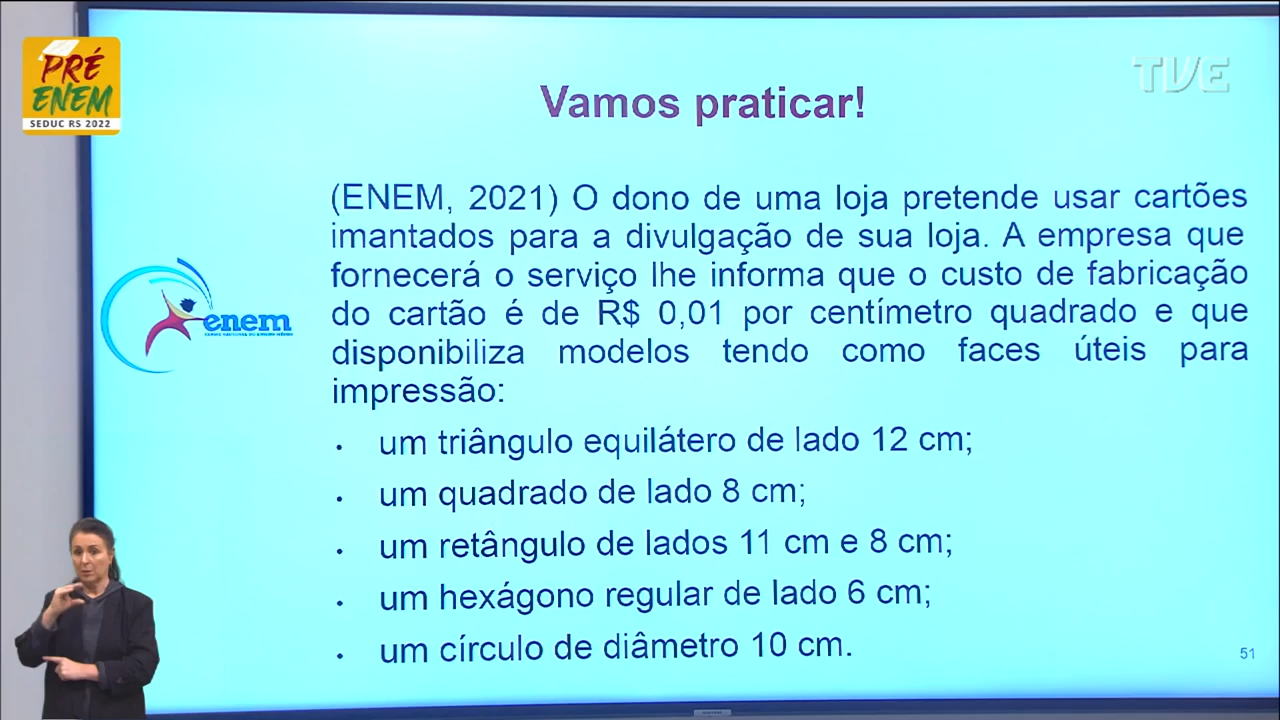 PRÉ
ENEM
SEDUC RS 2022
TVE
Vamos praticar!
(ENEM, 2021) O dono de uma loja pretende usar cartões
imantados para a divulgação de sua loja. A empresa que
fornecerá o serviço lhe informa que o custo de fabricação
do cartão é de R$ 0,01 por centímetro quadrado e que
disponibiliza modelos tendo como faces úteis para
impressão:
enem
• um triângulo equilátero de lado 12 cm;
• um quadrado de lado 8 cm;
• um retângulo de lados 11 cm e 8 cm;
• um hexágono regular de lado 6 cm;
• um círculo de diâmetro 10 cm.
51